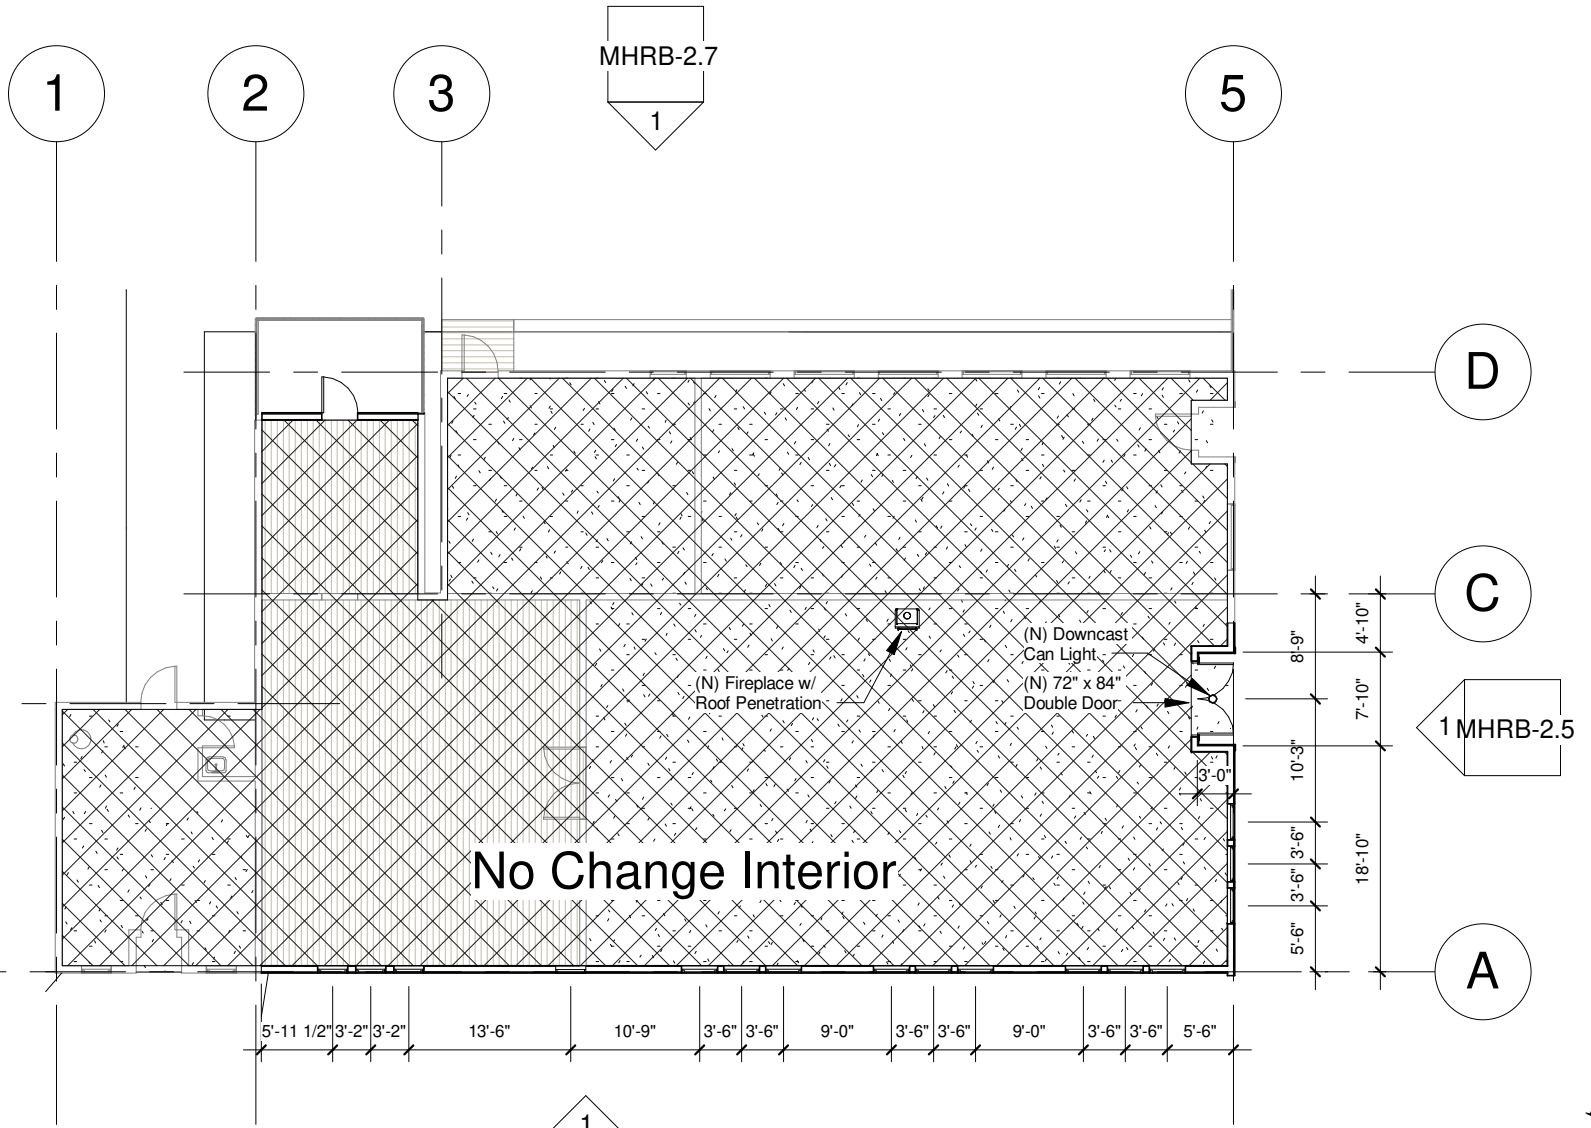 MHRB-2.7
1
1
2
3
5
D
C
A
(N) Downcast
Can Light
(N) 72" x 84"
Double Door
(N) Fireplace w/
Roof Penetration
No Change Interior
1 MHRB-2.5
8'-9"
10'-3"
3'-6"
3'-6"
5'-6"
4'-10"
7'-10"
18'-10"
3'-0"
5'-11 1/2" 3'-2" 3'-2" 13'-6" 10'-9" 3'-6" 3'-6" 9'-0" 3'-6" 3'-6" 9'-0" 3'-6" 3'-6" 5'-6"
1